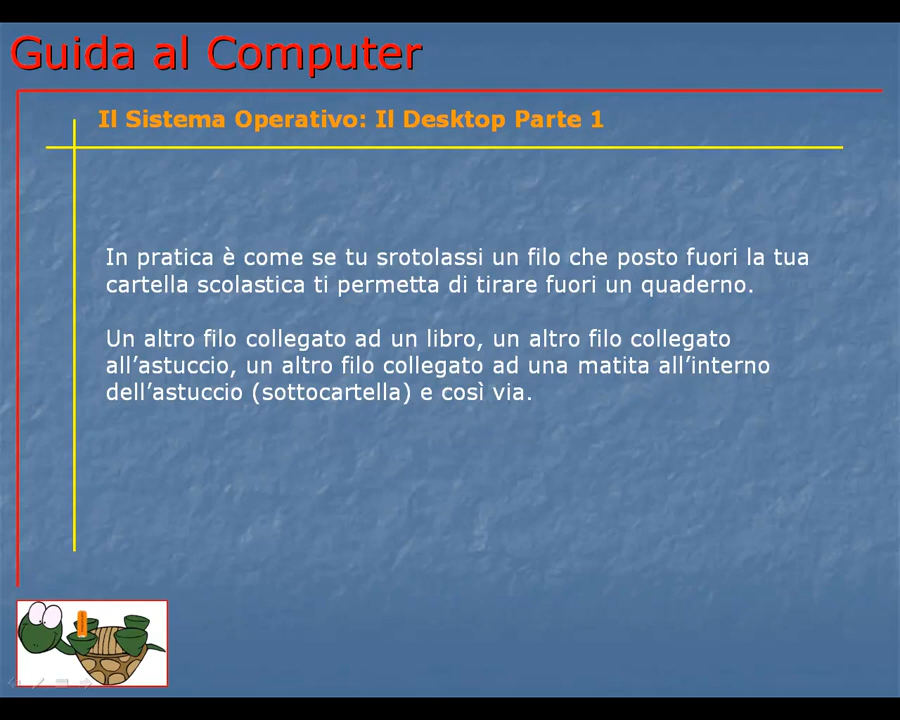 Guida al Computer
Il Sistema Operativo: Il Desktop Parte 1
In pratica è come se tu srotolassi un filo che posto fuori la tua
cartella scolastica ti permetta di tirare fuori un quaderno.
Un altro filo collegato ad un libro, un altro filo collegato
all’astuccio, un altro filo collegato ad una matita all’interno
dell’astuccio (sottocartella) e così via.